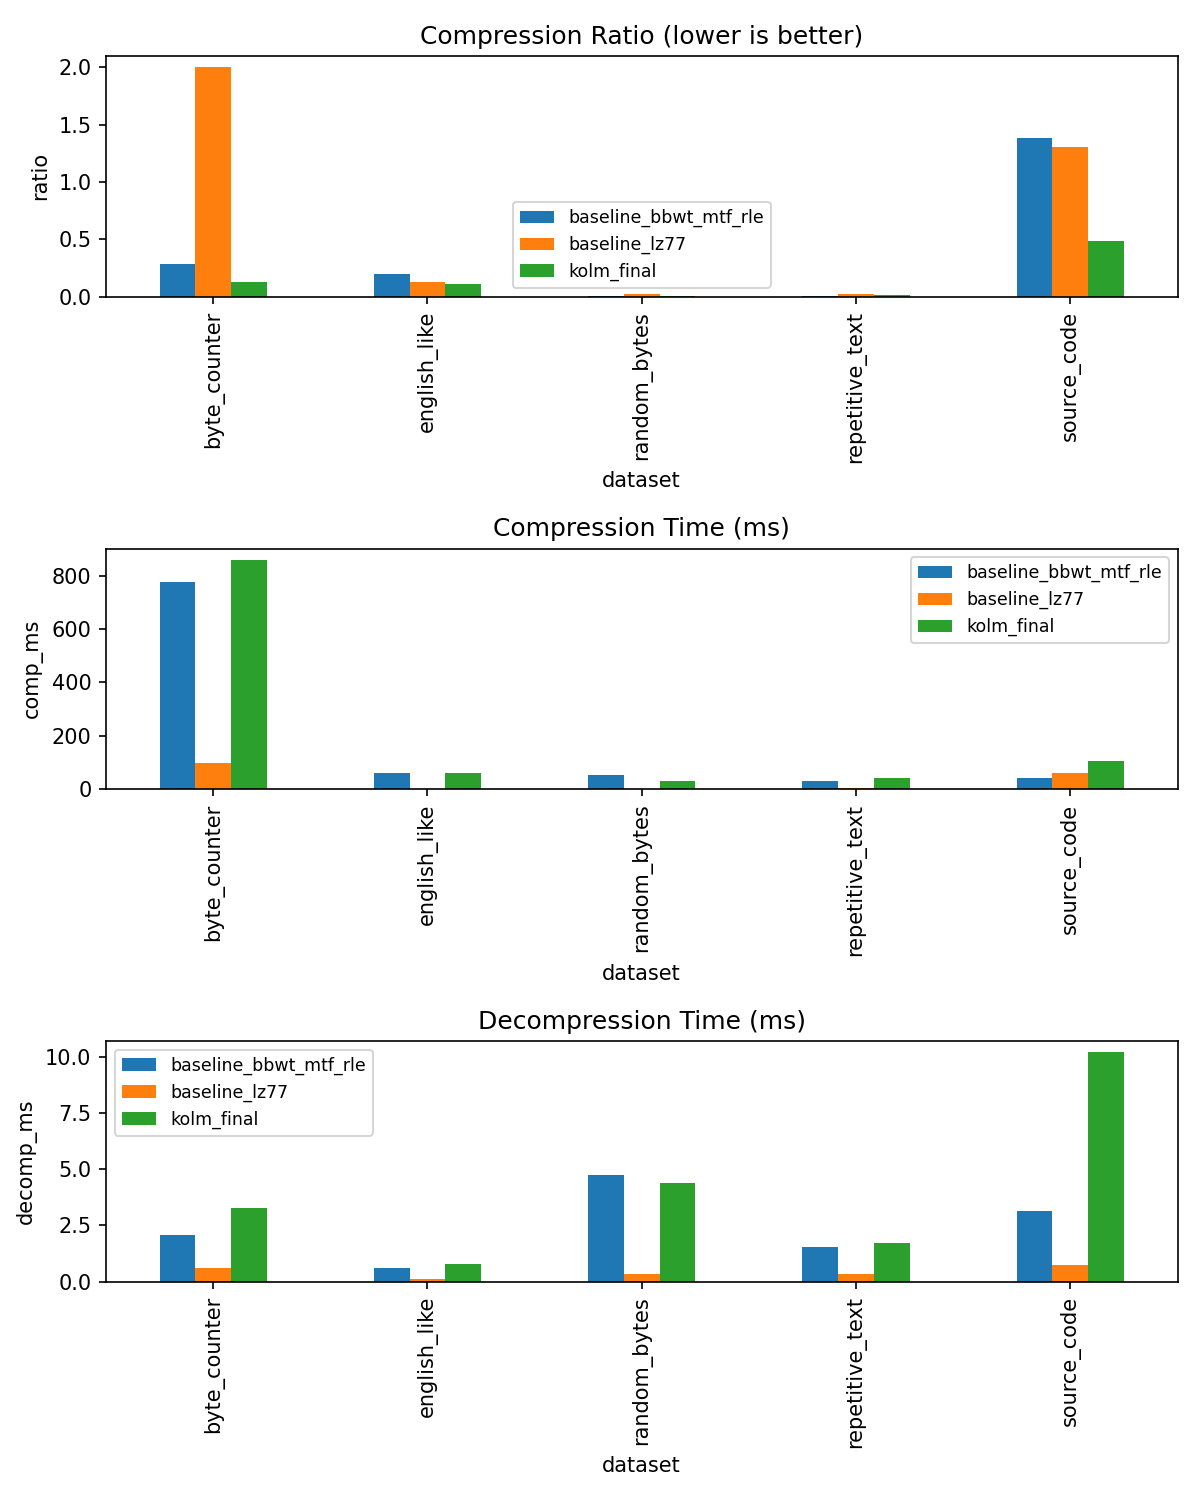 Compression Ratio (lower is better)
ratio
2.0
1.5
1.0
0.5
0.0
baseline_bbwt_mtf_rle
baseline_lz77
kolm_final
byte_counter
english_like
random_bytes
repetitive_text
source_code
dataset
Compression Time (ms)
comp_ms
800
600
400
200
0
baseline_bbwt_mtf_rle
baseline_lz77
kolm_final
byte_counter
english_like
random_bytes
repetitive_text
source_code
dataset
Decompression Time (ms)
decomp_ms
10.0
7.5
5.0
2.5
0.0
baseline_bbwt_mtf_rle
baseline_lz77
kolm_final
byte_counter
english_like
random_bytes
repetitive_text
source_code
dataset